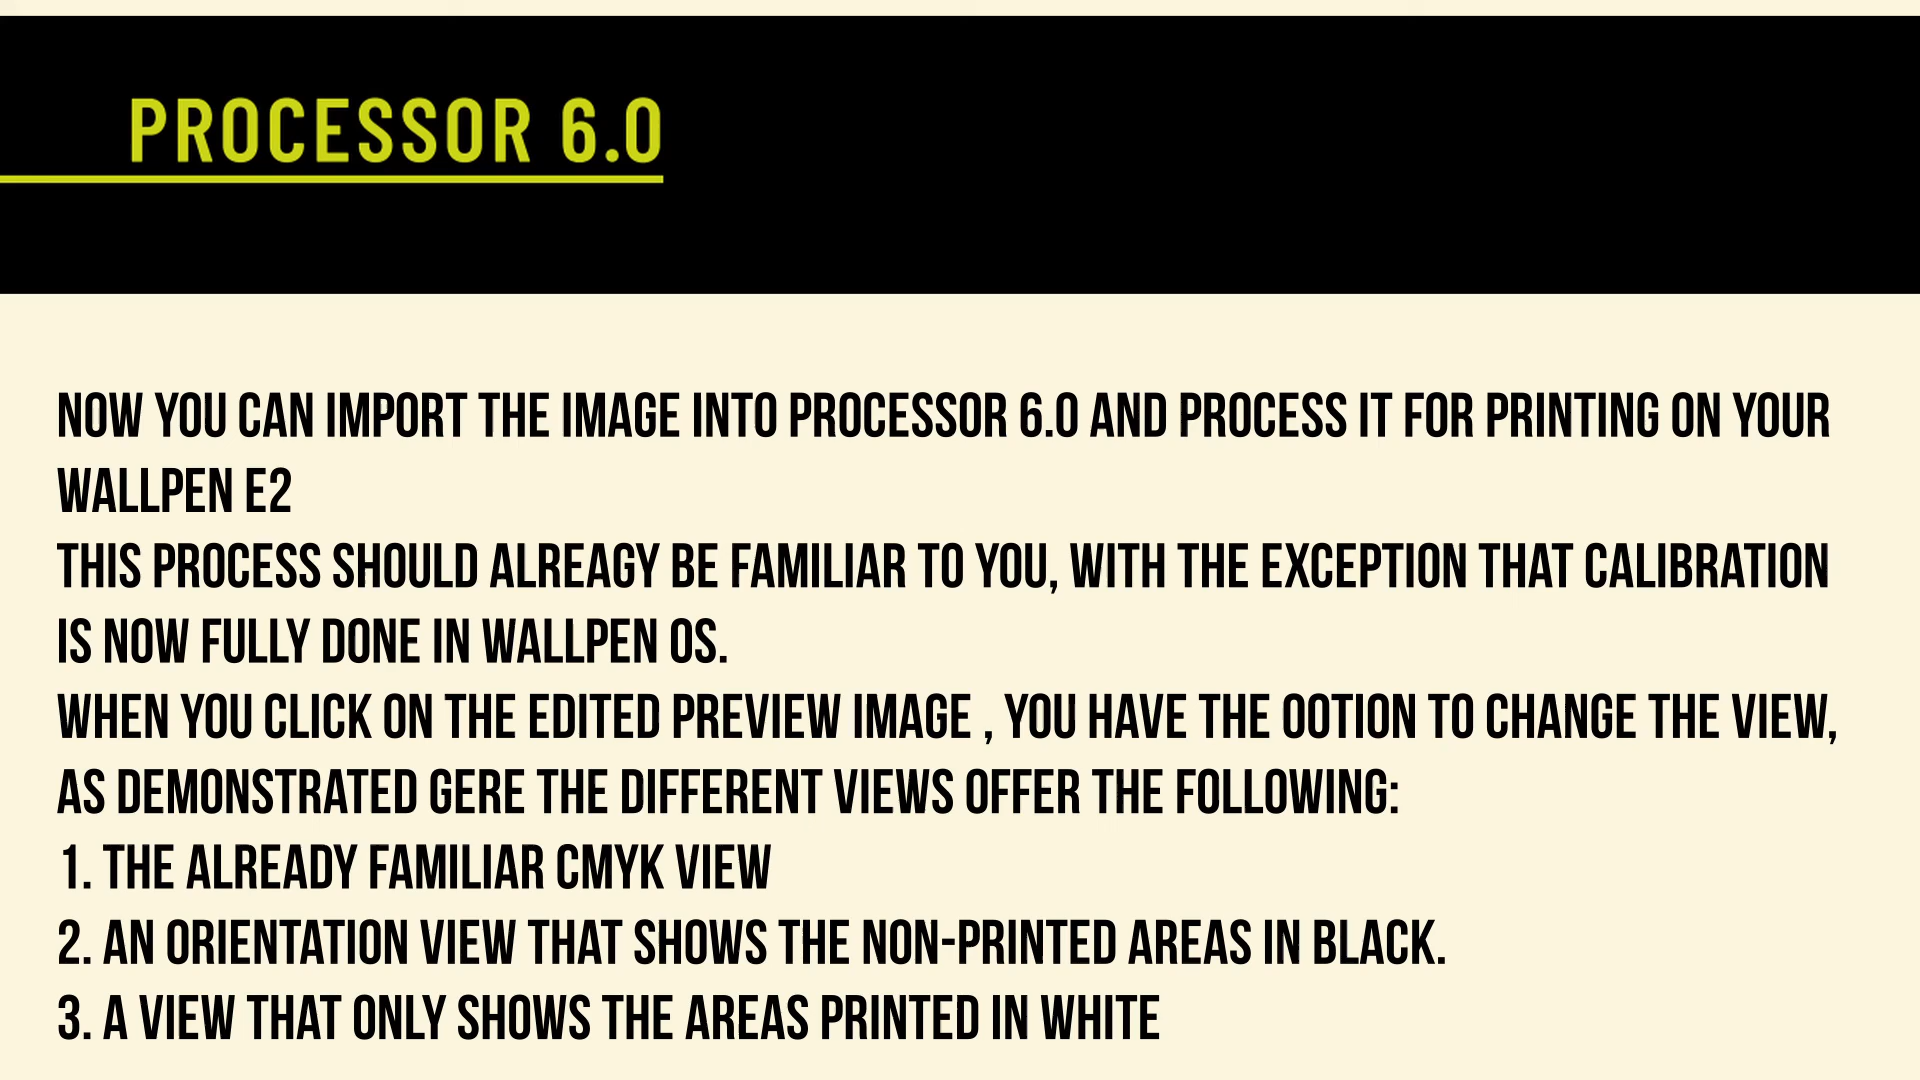 PROCESSOR 6.0
NOW YOU CAN IMPORT THE IMAGE INTO PROCESSOR 6.0 AND PROCESS IT FOR PRINTING ON YOUR
WALLPEN E2
THIS PROCESS SHOULD ALREAGY BE FAMILIAR TO YOU, WITH THE EXCEPTION THAT CALIBRATION
IS NOW FULLY DONE IN WALLPEN OS.
WHEN YOU CLICK ON THE EDITED PREVIEW IMAGE , YOU HAVE THE OOTION TO CHANGE THE VIEW,
AS DEMONSTRATED GERE THE DIFFERENT VIEWS OFFER THE FOLLOWING:
1. THE ALREADY FAMILIAR CMYK VIEW
2. AN ORIENTATION VIEW THAT SHOWS THE NON-PRINTED AREAS IN BLACK.
3. A VIEW THAT ONLY SHOWS THE AREAS PRINTED IN WHITE